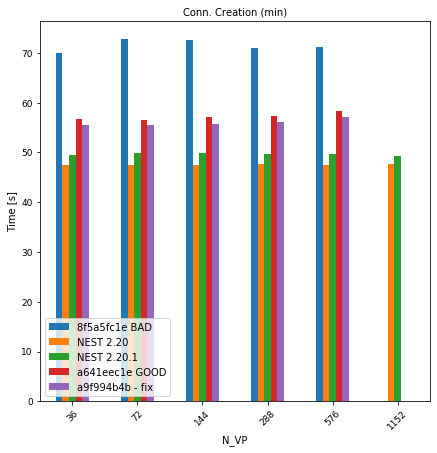 Conn. Creation (min)
Time [s]
70
60
50
40
30
20
10
0
8f5a5fc1e BAD
NEST 2.20
NEST 2.20.1
a641eec1e GOOD
a9f994b4b - fix
36
72
144
288
576
1152
N_VP